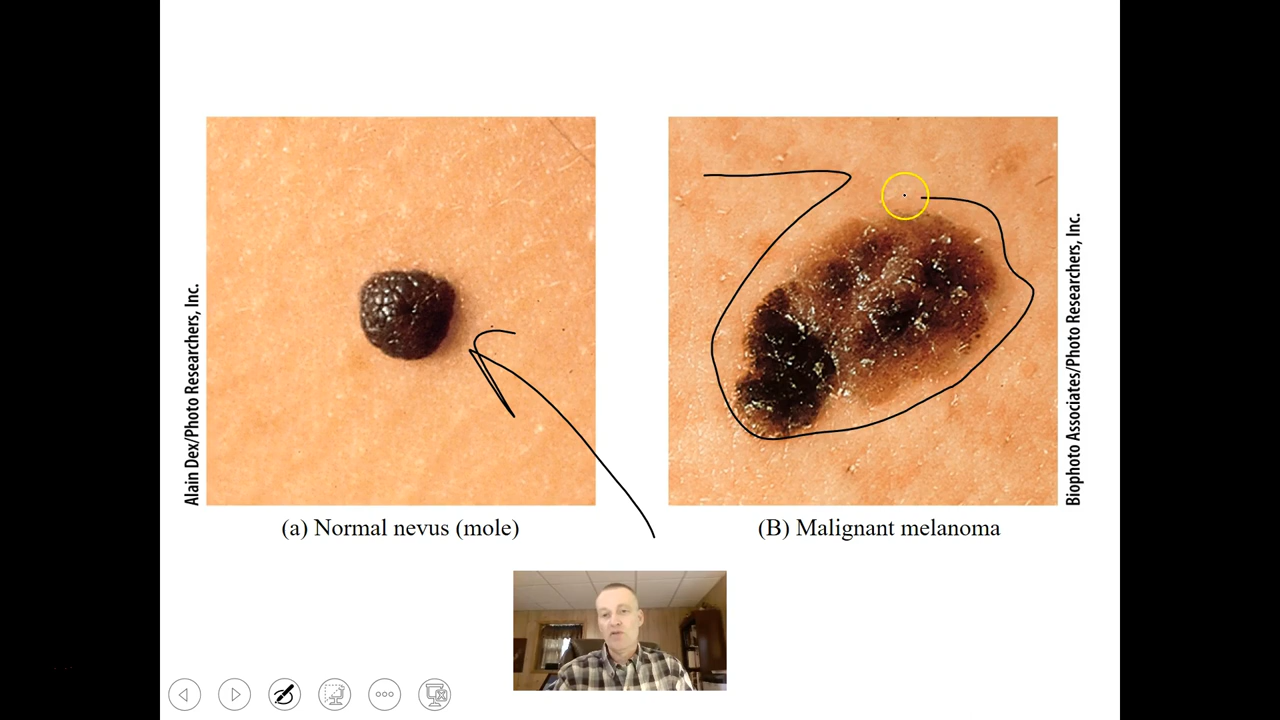 Alain Dex/Photo Researchers, Inc.
Biophoto Associates/Photo Researchers, Inc.
(a) Normal nevus (mole)
(B) Malignant melanoma